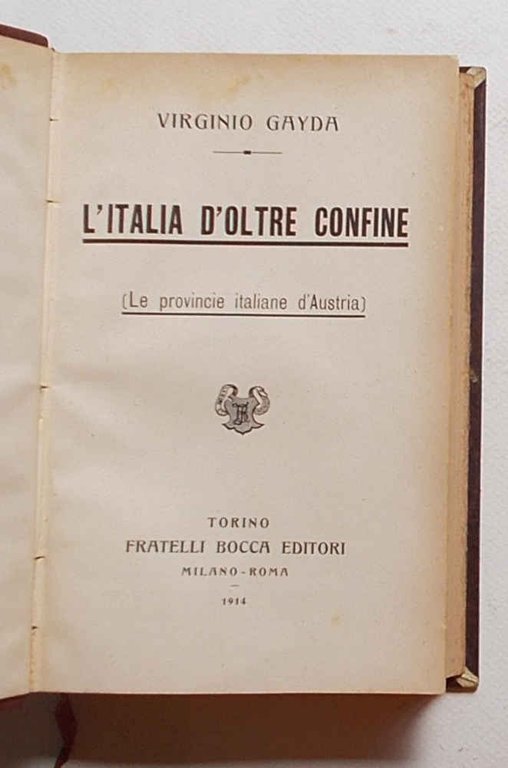 VIRGINIO GAYDA
L'ITALIA D'OLTRE CONFINE
(Le provincie italiane d'Austria)
TORINO
FRATELLI BOCCA EDITORI
MILANO-ROMA
1914